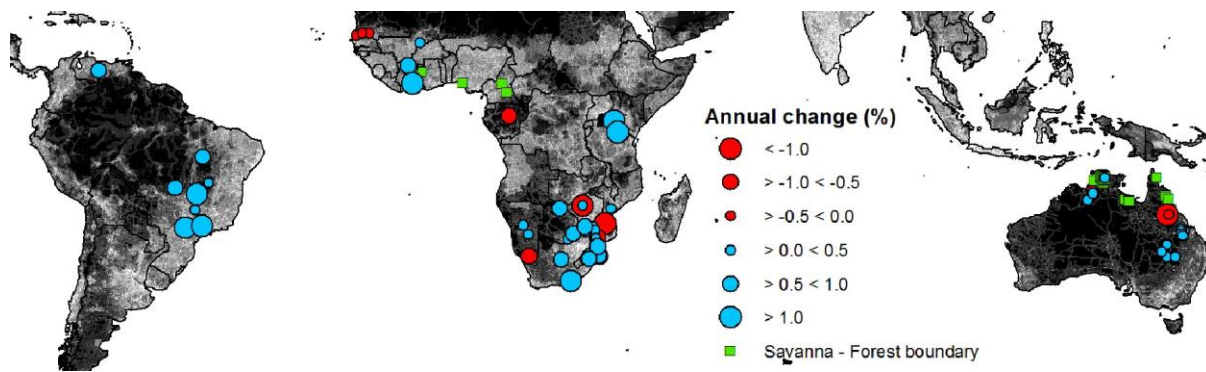 Annual change (%)
< -1.0
> -1.0 < -0.5
> -0.5 < 0.0
> 0.0 < 0.5
> 0.5 < 1.0
> 1.0
Savanna - Forest boundary